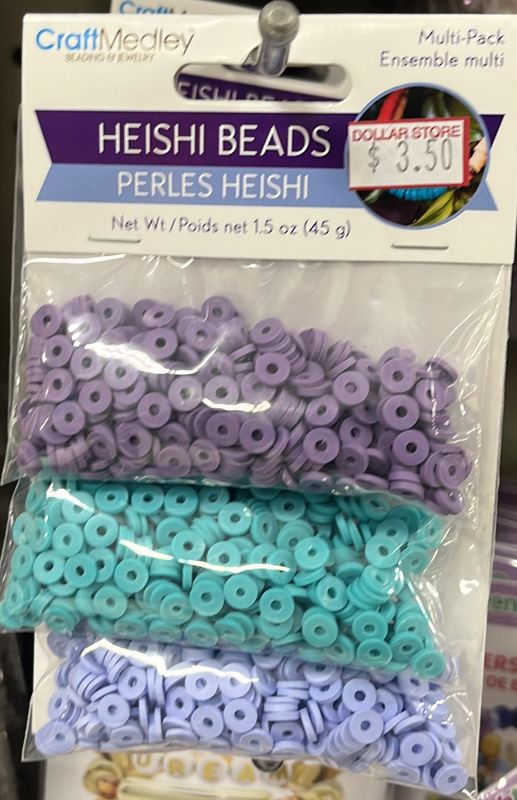 CraftMedley
BEADING & JEWELRY
Multi-Pack
Ensemble multi
HEISHI BEADS
PERLES HEISHI
DOLLAR STORE
$ 3.50
Net Wt / Poids net 1.5 oz (45 g)
DREAM